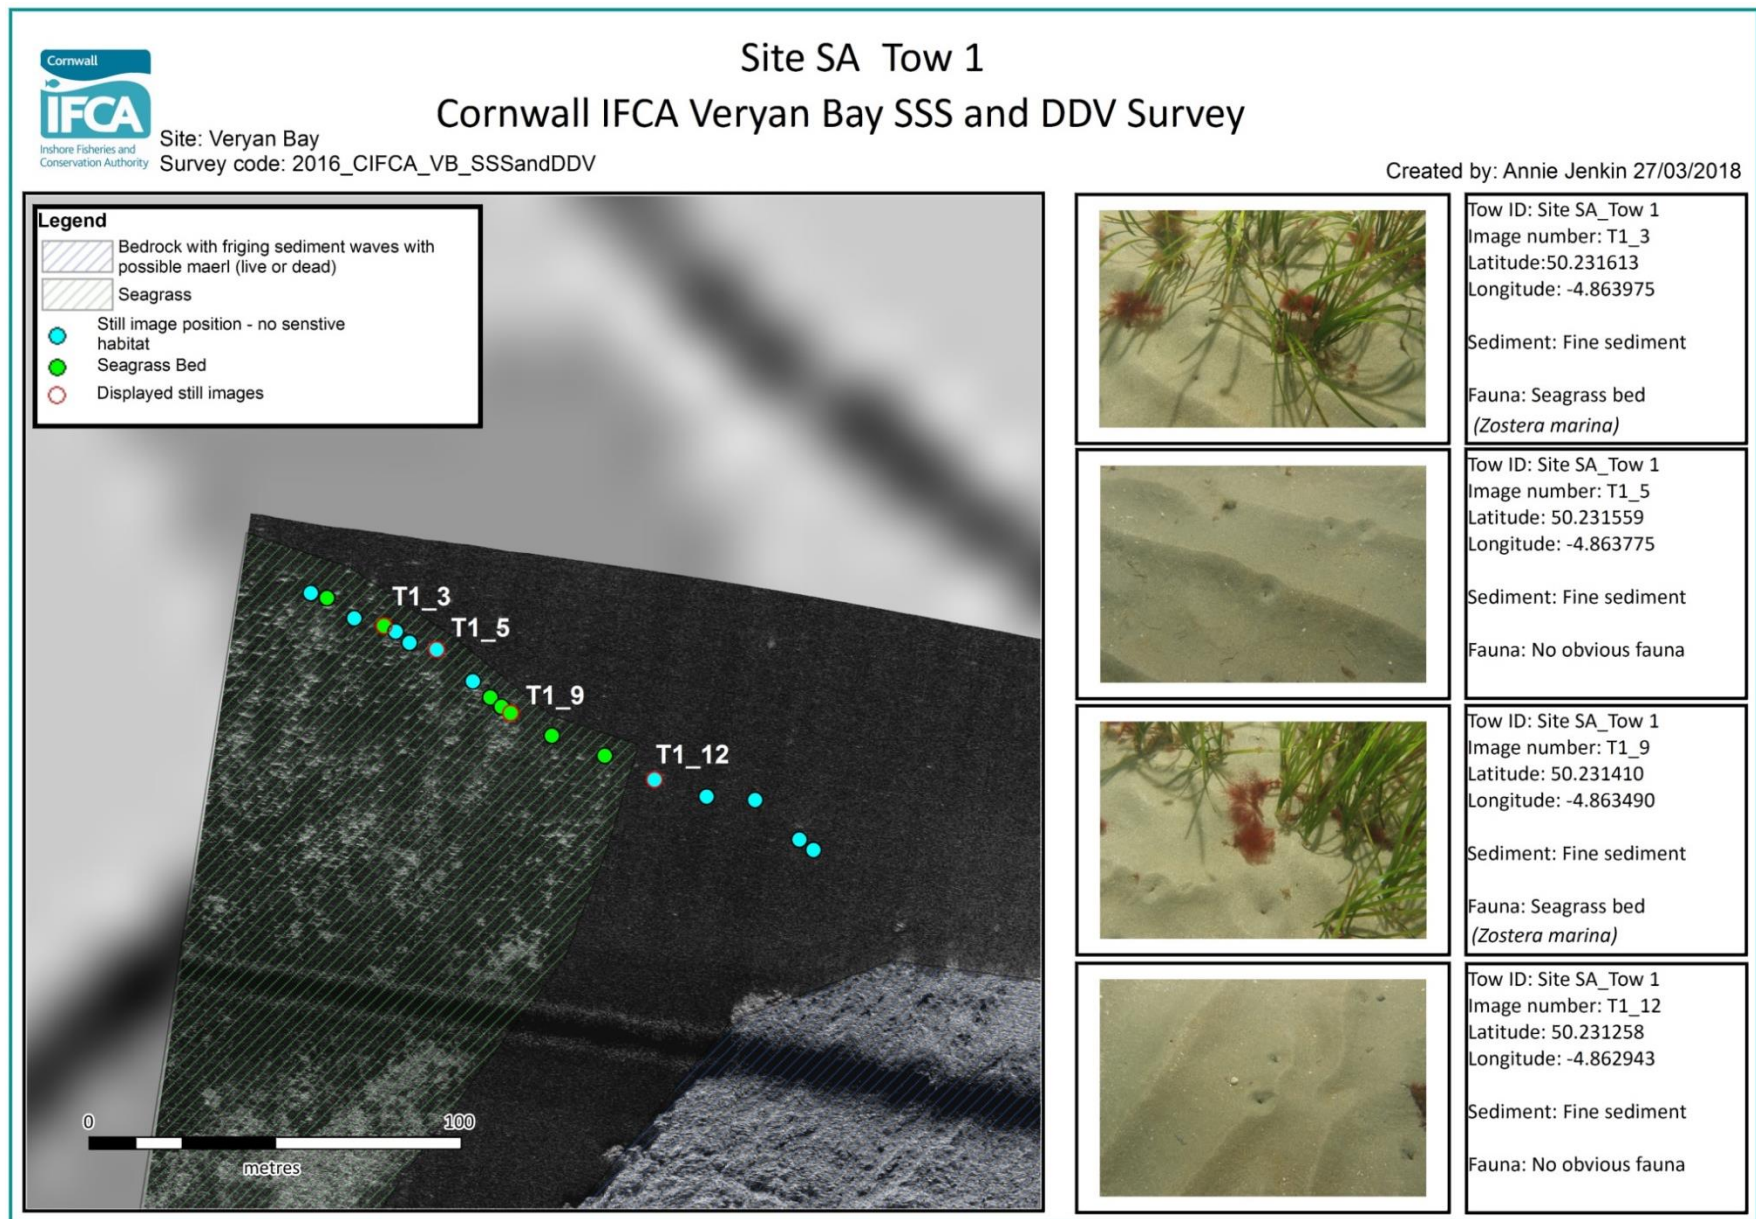 Site SA Tow 1
Cornwall IFCA Veryan Bay SSS and DDV Survey
Cornwall
IFCA
Inshore Fisheries and
Conservation Authority
Site: Veryan Bay
Survey code: 2016_CIFCA_VB_SSSandDDV
Created by: Annie Jenkin 27/03/2018
Legend
Bedrock with friging sediment waves with
possible maerl (live or dead)
Seagrass
Still image position - no senstive
habitat
Seagrass Bed
Displayed still images
T1_3
T1_5
T1_9
T1_12
0
100
metres
Tow ID: Site SA_Tow 1
Image number: T1_3
Latitude:50.231613
Longitude: -4.863975
Sediment: Fine sediment
Fauna: Seagrass bed
(Zostera marina)
Tow ID: Site SA_Tow 1
Image number: T1_5
Latitude: 50.231559
Longitude: -4.863775
Sediment: Fine sediment
Fauna: No obvious fauna
Tow ID: Site SA_Tow 1
Image number: T1_9
Latitude: 50.231410
Longitude: -4.863490
Sediment: Fine sediment
Fauna: Seagrass bed
(Zostera marina)
Tow ID: Site SA_Tow 1
Image number: T1_12
Latitude: 50.231258
Longitude: -4.862943
Sediment: Fine sediment
Fauna: No obvious fauna